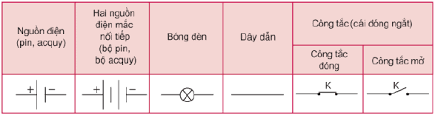 Nguồn điện
(pin, acquy)
Hai nguồn
điện mắc
nối tiếp
(bộ pin,
bộ acquy)
Bóng đèn
Dây dẫn
Công tắc (cái đóng ngắt)
Công tắc
đóng
Công tắc mở
+ −
+ −
K
K